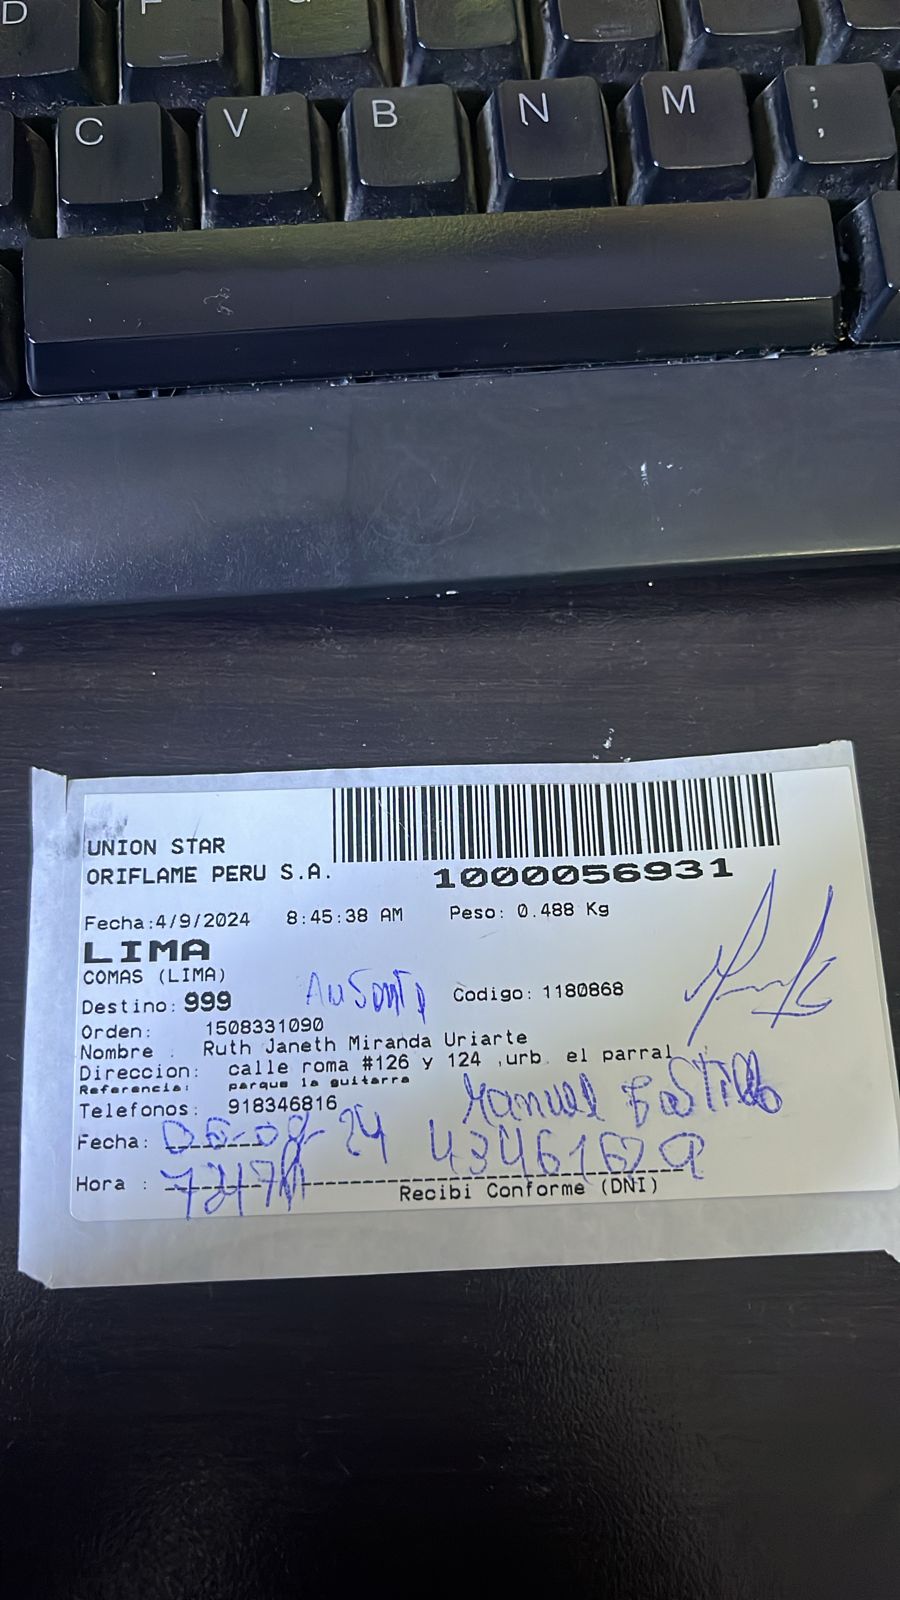 D F G
C V B N M ; ,
UNION STAR
ORIFLAME PERU S.A.
1000056931
Fecha:4/9/2024 8:45:38 AM Peso: 0.488 Kg
LIMA
COMAS (LIMA)
Destino: 999 Codigo: 1180868
Orden: 1508331090
Nombre : Ruth Janeth Miranda Uriarte
Direccion: calle roma #126 y 124 ,urb. el parral
Referencia: parque la guitarra
Telefonos: 918346816 Manuel
Fecha: 24
Hora :
Recibi Conforme (DNI)